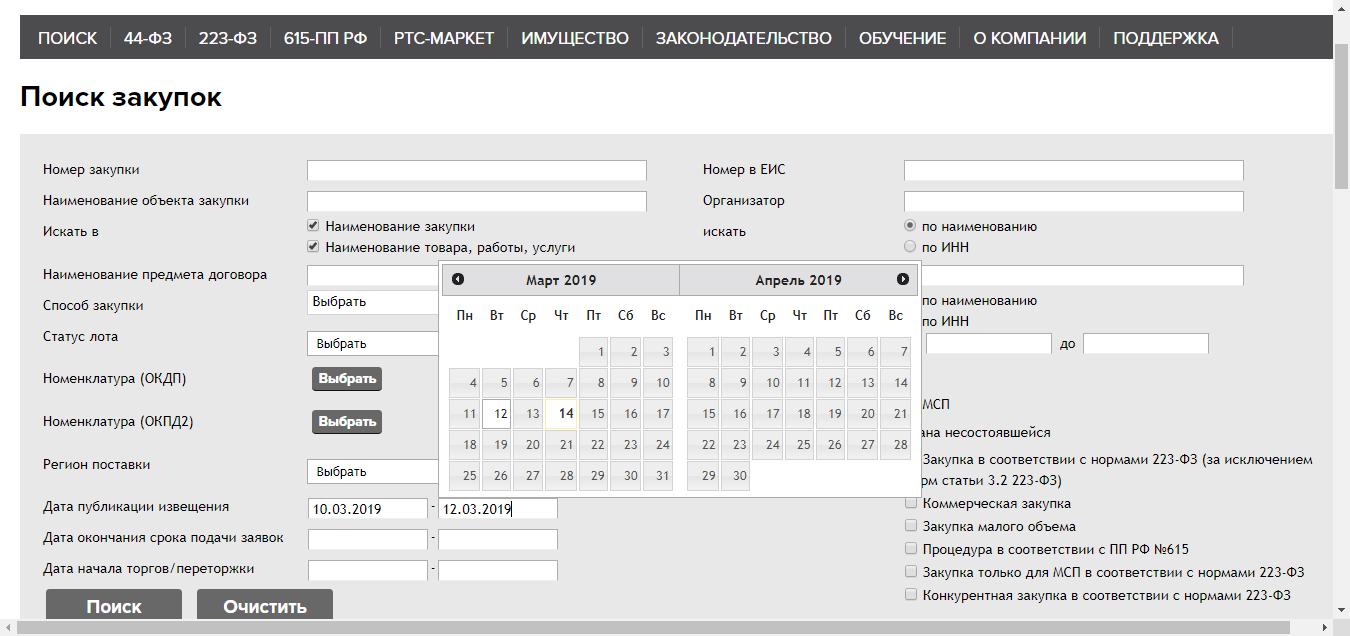 ПОИСК 44-ФЗ 223-ФЗ 615-ПП РФ РТС-МАРКЕТ ИМУЩЕСТВО ЗАКОНОДАТЕЛЬСТВО ОБУЧЕНИЕ О КОМПАНИИ ПОДДЕРЖКА
Поиск закупок
Номер закупки Номер в ЕИС
Наименование объекта закупки Организатор
Искать в Наименование закупки искать по наименованию
Наименование товара, работы, услуги по ИНН
Наименование предмета договора
Март 2019 Апрель 2019
Способ закупки Выбрать по наименованию
Пн Вт Ср Чт Пт Сб Вс Пн Вт Ср Чт Пт Сб Вс по ИНН
Статус лота Выбрать до
1 2 3 1 2 3 4 5 6 7
Номенклатура (ОКДП) Выбрать 4 5 6 7 8 9 10 8 9 10 11 12 13 14
МСП
Номенклатура (ОКПД2) Выбрать 11 12 13 14 15 16 17 15 16 17 18 19 20 21
ана несостоявшейся
18 19 20 21 22 23 24 22 23 24 25 26 27 28
Регион поставки Выбрать Закупка в соответствии с нормами 223-ФЗ (за исключением
25 26 27 28 29 30 31 29 30 рм статьи 3.2 223-ФЗ)
Дата публикации извещения 10.03.2019 - 12.03.2019 Коммерческая закупка
Закупка малого объема
Дата окончания срока подачи заявок -
Процедура в соответствии с ПП РФ №615
Дата начала торгов/переторжки - Закупка только для МСП в соответствии с нормами 223-ФЗ
Конкурентная закупка в соответствии с нормами 223-ФЗ
Поиск Очистить